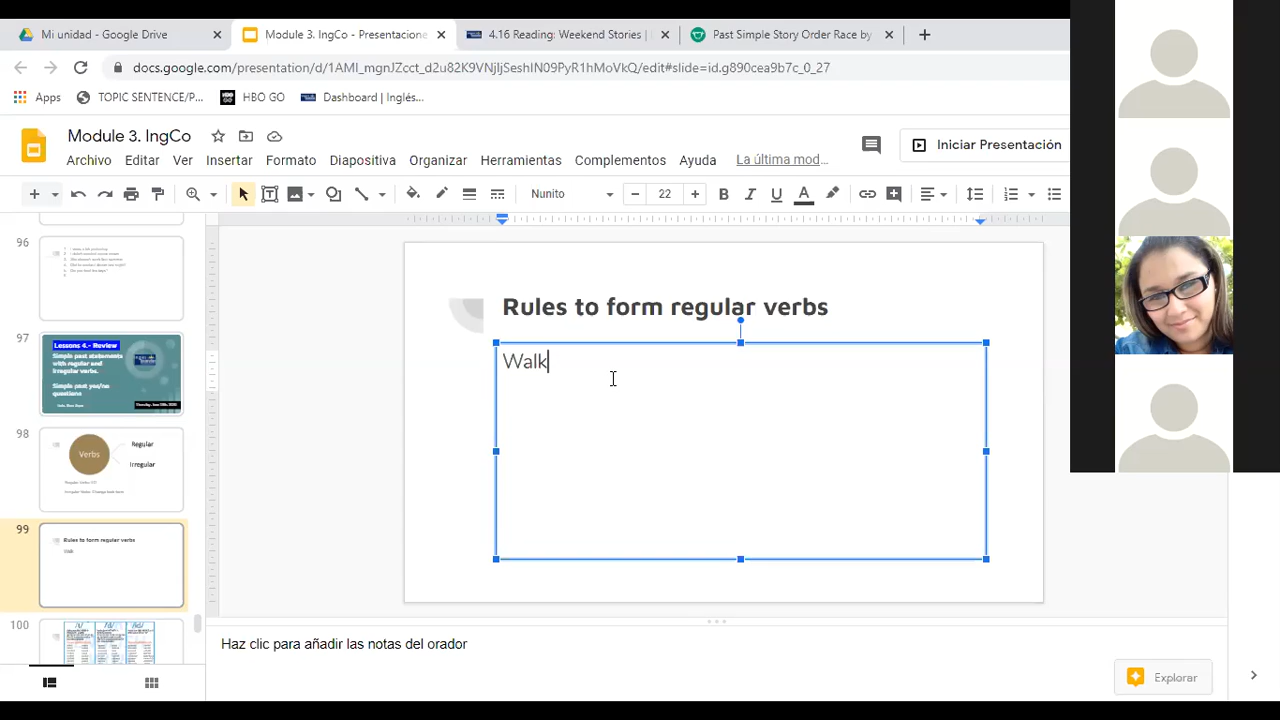 Mi unidad - Google Drive
Module 3. IngCo - Presentacione
4.16 Reading: Weekend Stories |
Past Simple Story Order Race by
docs.google.com/presentation/d/1AMI_mgnJZcct_d2u82K9VNjljSeshIN09PyR1hMoVkQ/edit#slide=id.g890cea9b7c_0_27
Apps
TOPIC SENTENCE/P...
HBO GO
Dashboard | Inglés...
Module 3. IngCo
Iniciar Presentación
Archivo Editar Ver Insertar Formato Diapositiva Organizar Herramientas Complementos Ayuda La última mod...
Nunito
22
B I U A
96
97
Lessons 4.- Review
Simple past statements
with regular and
irregular verbs.
Simple past yes/no
questions
98
Verbs
Regular
Irregular
99
Rules to form regular verbs
Walk
100
Rules to form regular verbs
Walk
Haz clic para añadir las notas del orador
Explorar